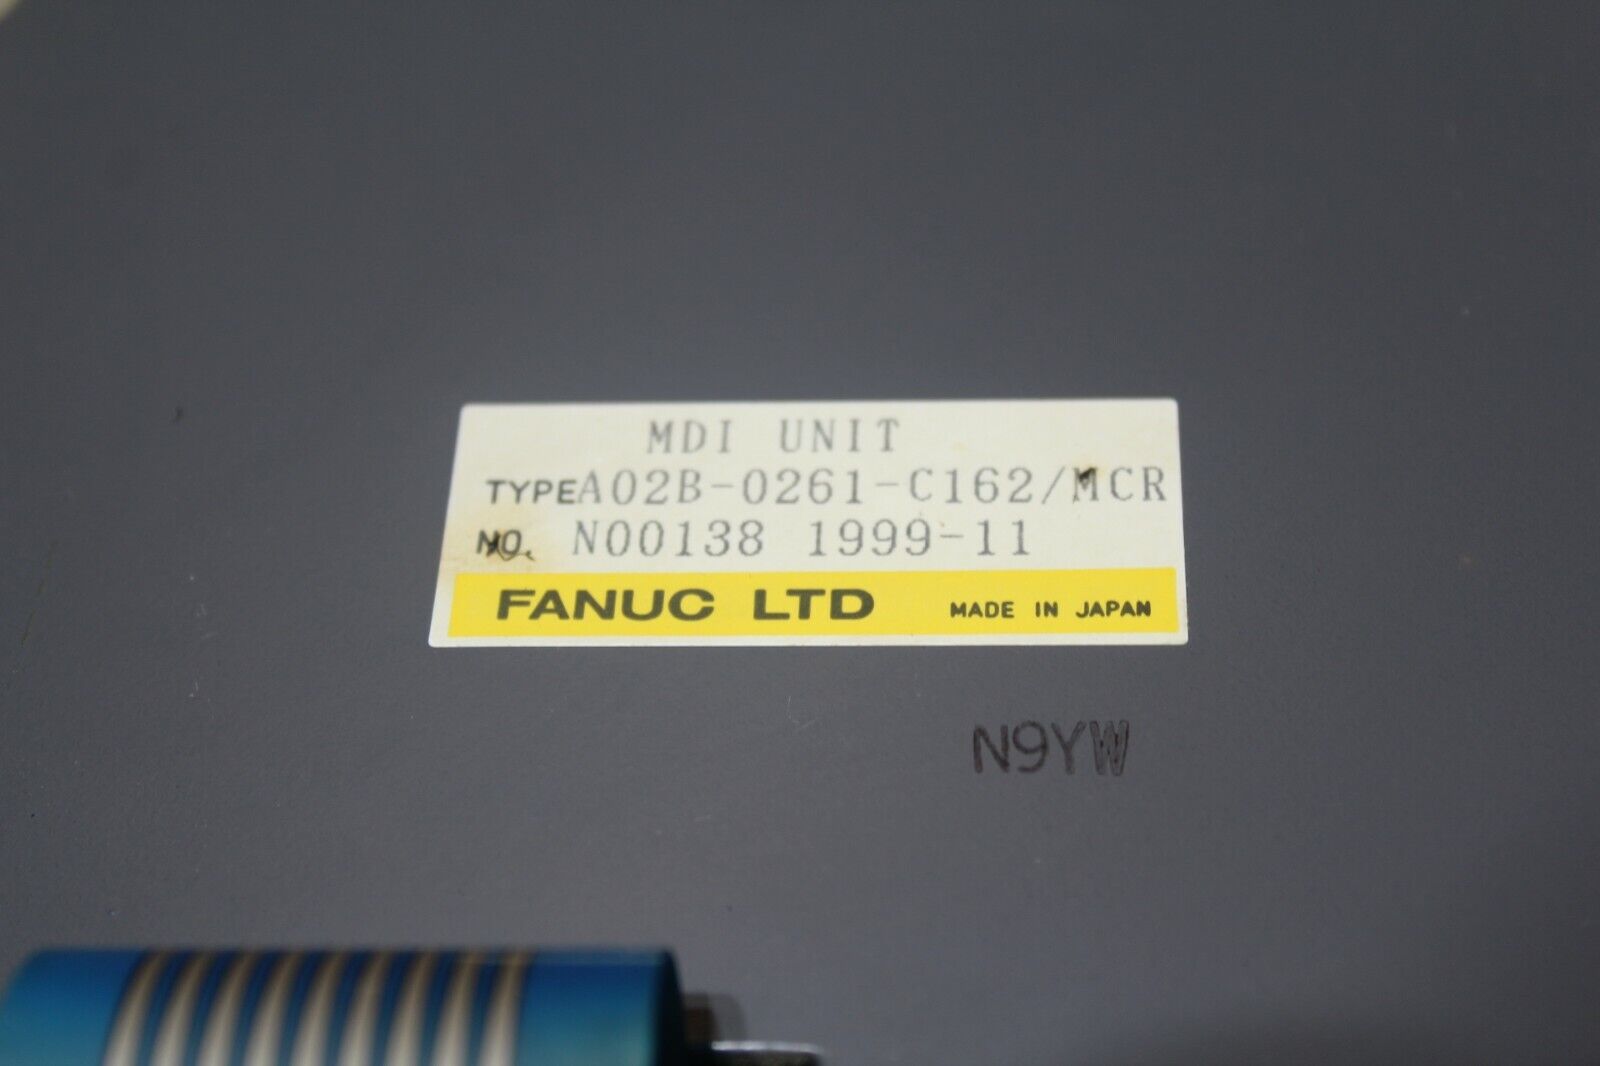 MDI UNIT
TYPE A02B-0261-C162/MCR
NO. N00138 1999-11
FANUC LTD MADE IN JAPAN
N9YW